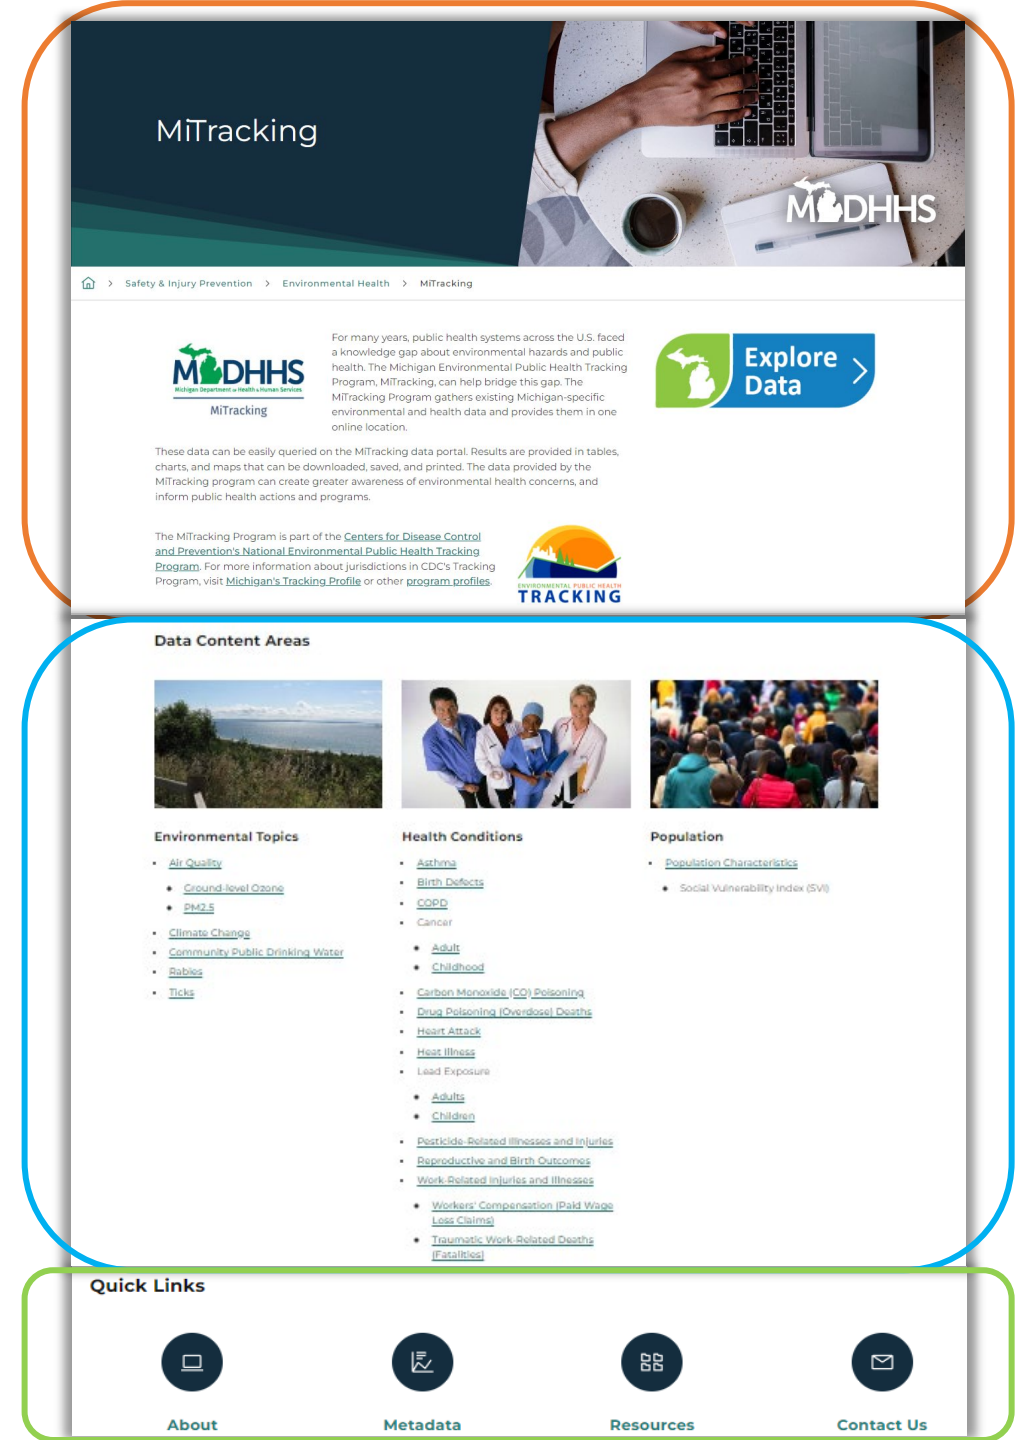 MiTracking
MDHHS
Safety & Injury Prevention > Environmental Health > MiTracking
MDHHS
Michigan Department of Health & Human Services
MiTracking
For many years, public health systems across the U.S. faced
a knowledge gap about environmental hazards and public
health. The Michigan Environmental Public Health Tracking
Program, MiTracking, can help bridge this gap. The
MiTracking Program gathers existing Michigan-specific
environmental and health data and provides them in one
online location.
Explore
Data
These data can be easily queried on the MiTracking data portal. Results are provided in tables,
charts, and maps that can be downloaded, saved, and printed. The data provided by the
MiTracking program can create greater awareness of environmental health concerns, and
inform public health actions and programs.
The MiTracking Program is part of the Centers for Disease Control
and Prevention's National Environmental Public Health Tracking
Program. For more information about jurisdictions in CDC's Tracking
Program, visit Michigan's Tracking Profile or other program profiles.
ENVIRONMENTAL PUBLIC HEALTH
TRACKING
Data Content Areas
Environmental Topics
Air Quality
Ground-level Ozone
PM2.5
Climate Change
Community Public Drinking Water
Rabies
Ticks
Health Conditions
Asthma
Birth Defects
COPD
Cancer
Adult
Childhood
Carbon Monoxide (CO) Poisoning
Drug Poisoning (Overdose) Deaths
Heart Attack
Heat Illness
Lead Exposure
Adults
Children
Pesticide-Related Illnesses and Injuries
Reproductive and Birth Outcomes
Work-Related Injuries and Illnesses
Workers' Compensation (Paid Wage
Loss Claims)
Traumatic Work-Related Deaths
(Fatalities)
Population
Population Characteristics
Social Vulnerability Index (SVI)
Quick Links
About
Metadata
Resources
Contact Us